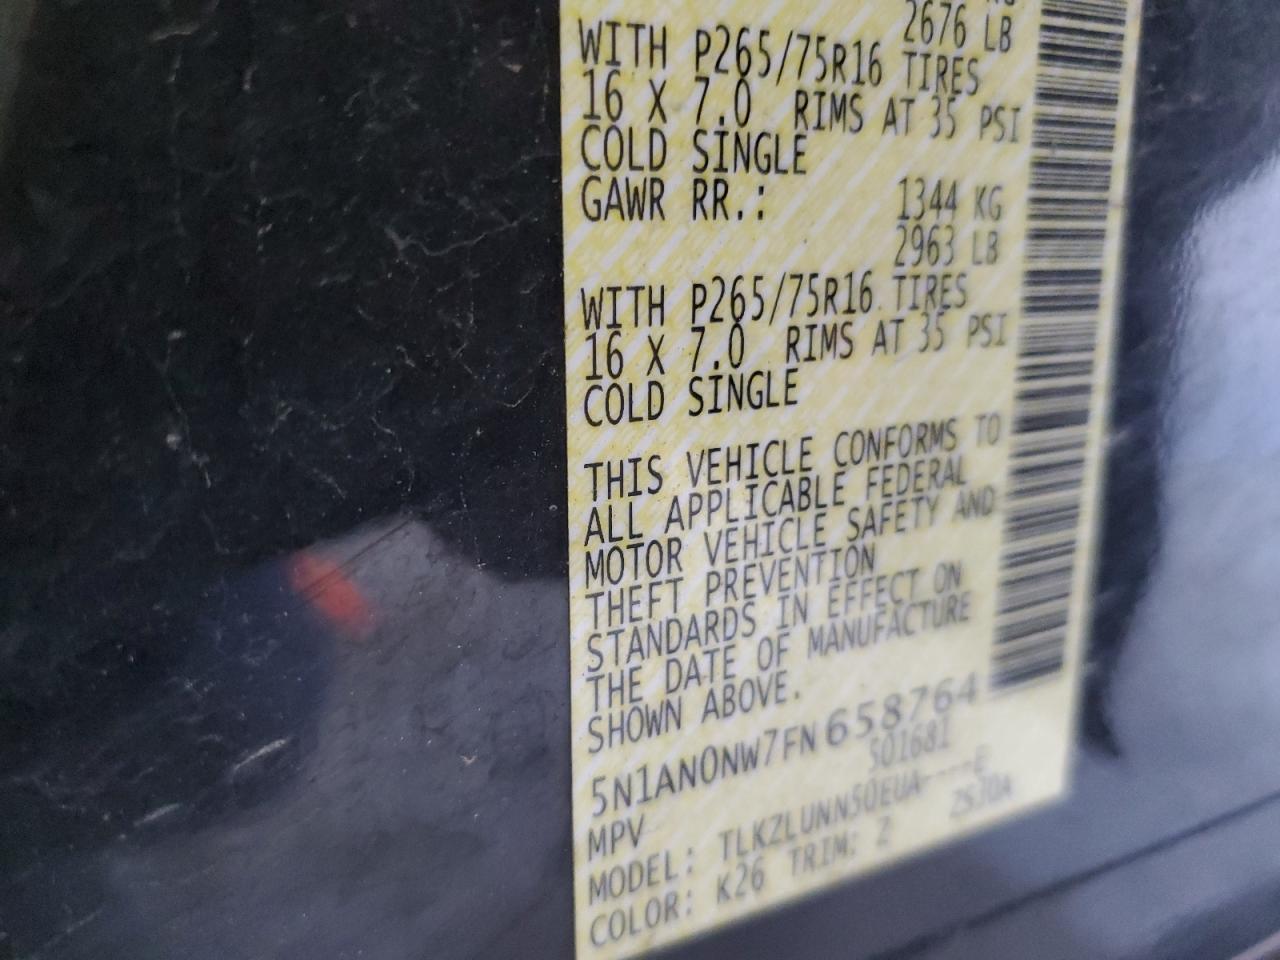 KG
2676 LB
WITH P265/75R16 TIRES
16 X 7.0 RIMS AT 35 PSI
COLD SINGLE
GAWR RR.: 1344 KG
2963 LB
WITH P265/75R16 TIRES
16 X 7.0 RIMS AT 35 PSI
COLD SINGLE
THIS VEHICLE CONFORMS TO
ALL APPLICABLE FEDERAL
MOTOR VEHICLE SAFETY AND
THEFT PREVENTION
STANDARDS IN EFFECT ON
THE DATE OF MANUFACTURE
SHOWN ABOVE.
5N1AN0NW7FN658764
MPV S01681
MODEL: TLKZLUNN50EUA----E
COLOR: K26 TRIM: Z